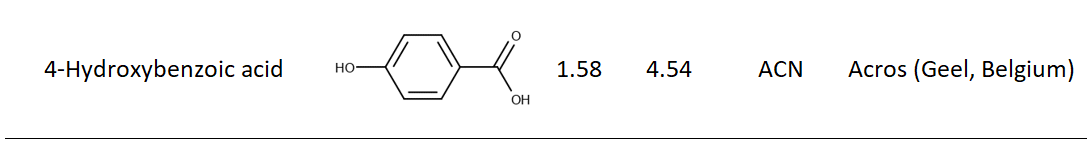 4-Hydroxybenzoic acid HO O OH 1.58 4.54 ACN Acros (Geel, Belgium)